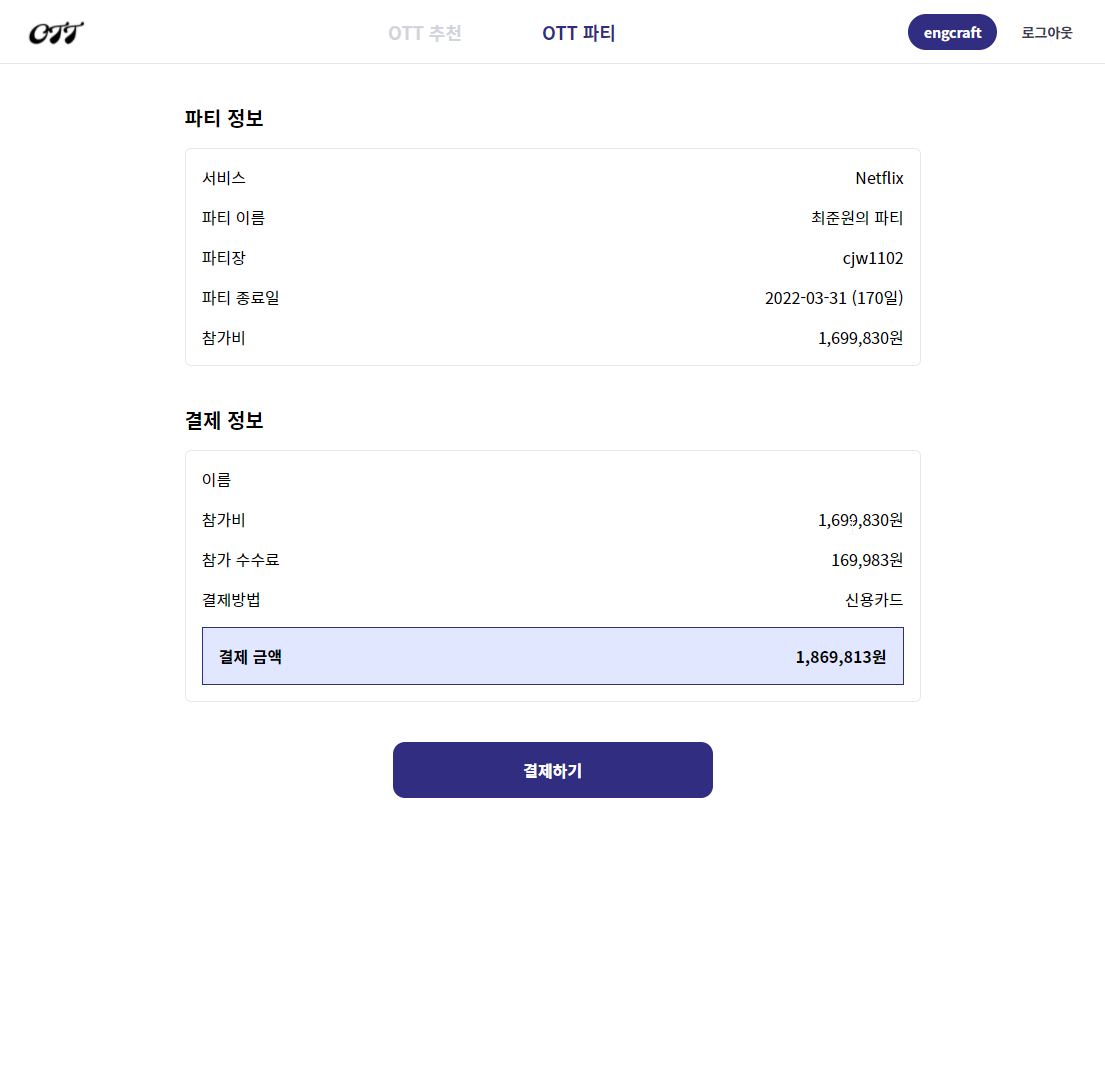 OTT
OTT 추천
OTT 파티
engcraft
로그아웃
파티 정보
서비스 Netflix
파티 이름 최준원의 파티
파티장 cjw1102
파티 종료일 2022-03-31 (170일)
참가비 1,699,830원
결제 정보
이름
참가비 1,699,830원
참가 수수료 169,983원
결제방법 신용카드
결제 금액 1,869,813원
결제하기